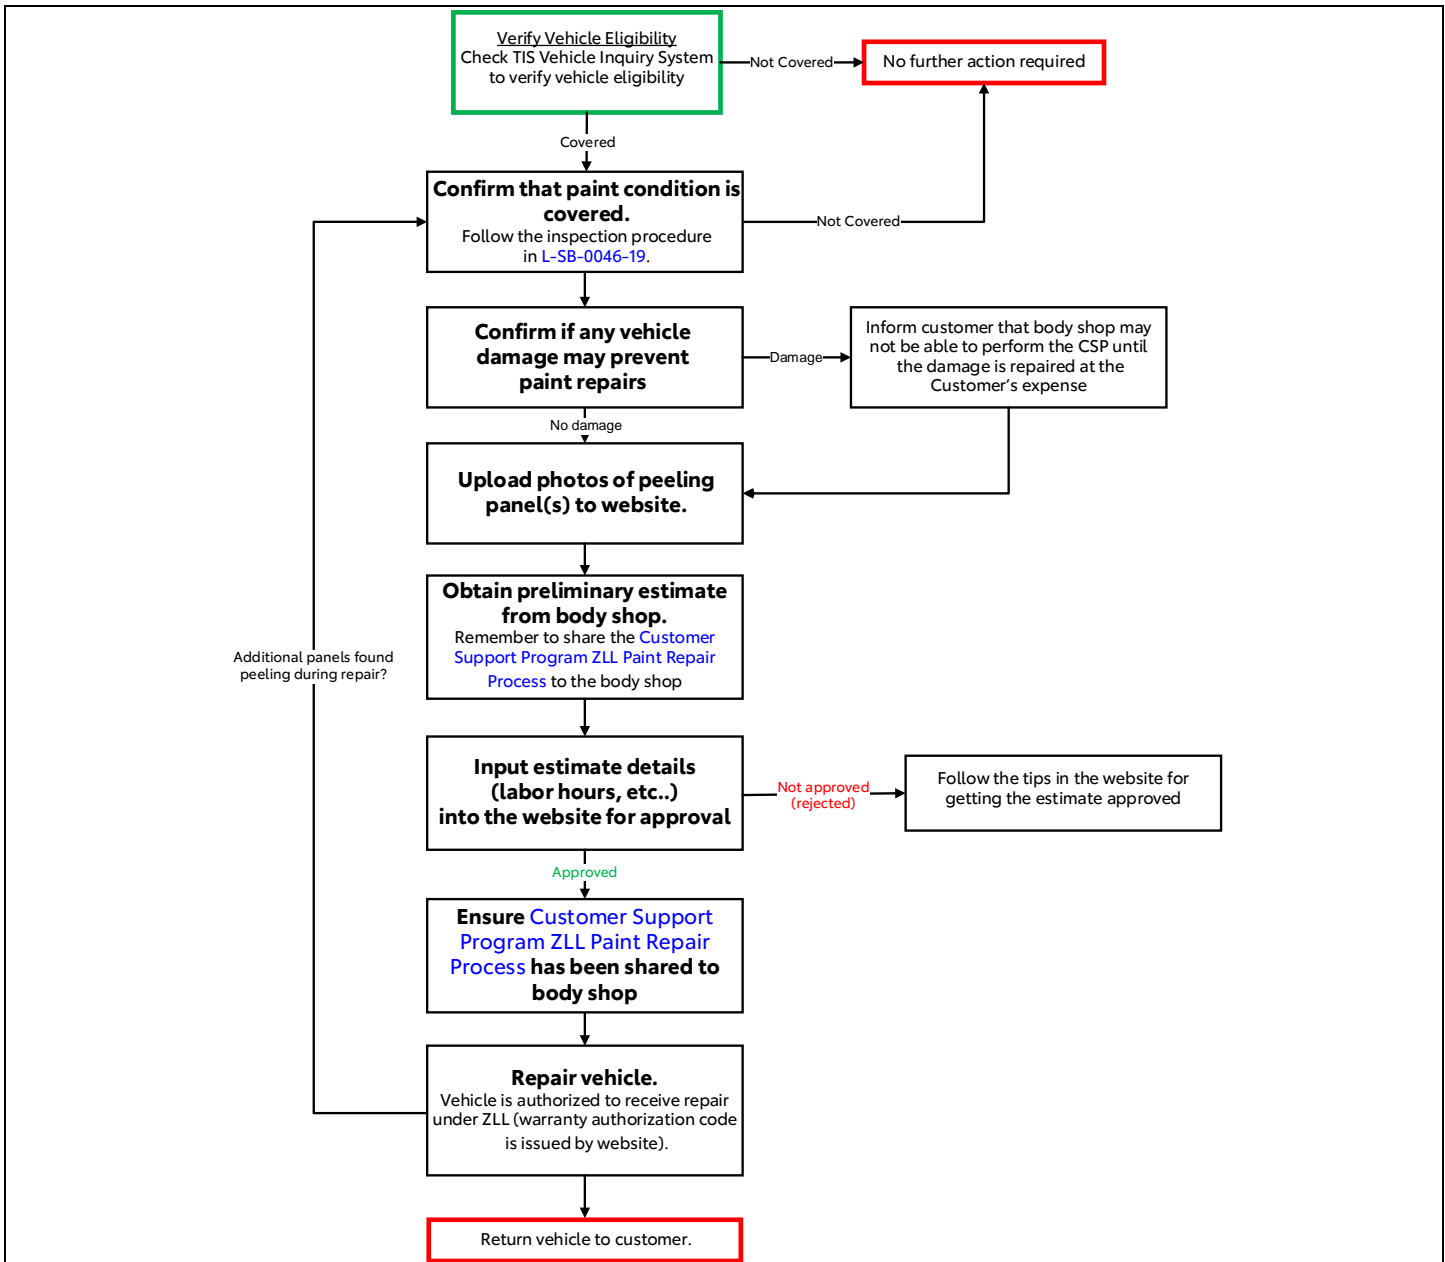 Verify Vehicle Eligibility
Check TIS Vehicle Inquiry System
to verify vehicle eligibility
Not Covered
No further action required
Covered
Confirm that paint condition is
covered.
Follow the inspection procedure
in L-SB-0046-19.
Not Covered
Confirm if any vehicle
damage may prevent
paint repairs
Damage
Inform customer that body shop may
not be able to perform the CSP until
the damage is repaired at the
Customer's expense
No damage
Upload photos of peeling
panel(s) to website.
Obtain preliminary estimate
from body shop.
Remember to share the Customer
Support Program ZLL Paint Repair
Process to the body shop
Additional panels found
peeling during repair?
Input estimate details
(labor hours, etc..)
into the website for approval
Not approved
(rejected)
Follow the tips in the website for
getting the estimate approved
Approved
Ensure Customer Support
Program ZLL Paint Repair
Process has been shared to
body shop
Repair vehicle.
Vehicle is authorized to receive repair
under ZLL (warranty authorization code
is issued by website).
Return vehicle to customer.